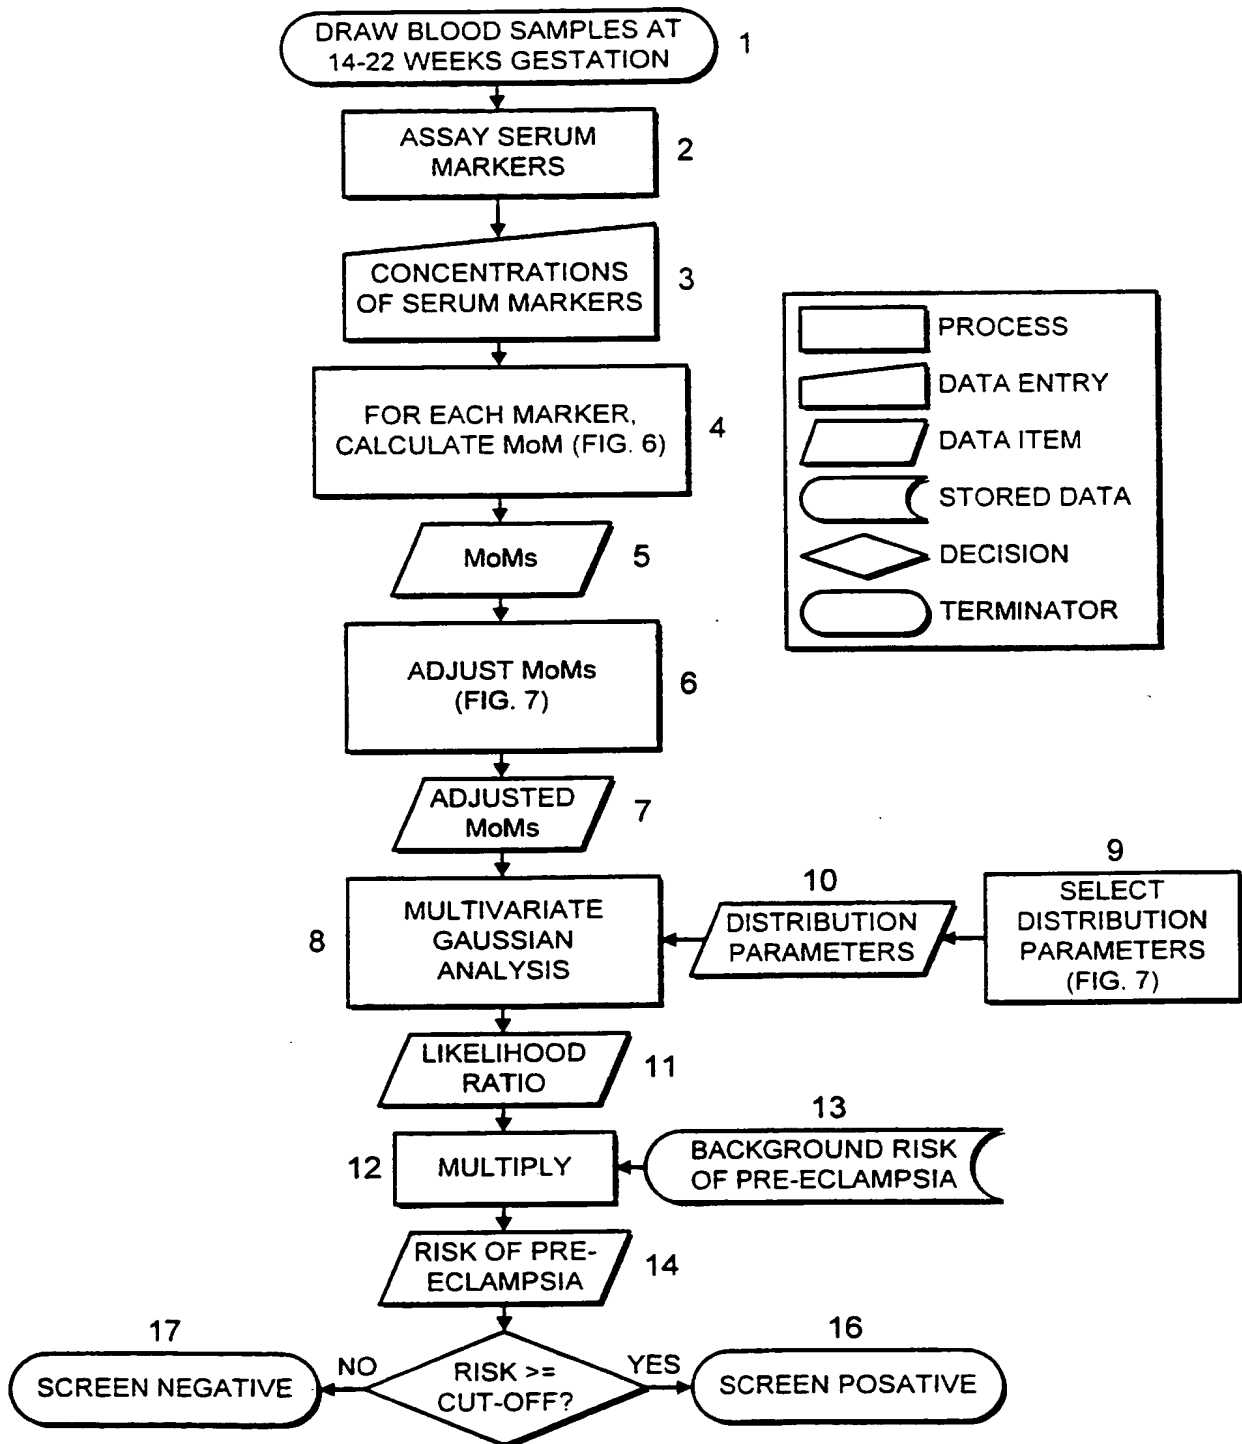 DRAW BLOOD SAMPLES AT
14-22 WEEKS GESTATION
1
ASSAY SERUM
MARKERS
2
CONCENTRATIONS
OF SERUM MARKERS
3
FOR EACH MARKER,
CALCULATE MoM (FIG. 6)
4
MoMs
5
ADJUST MoMs
(FIG. 7)
6
ADJUSTED
MoMs
7
8
MULTIVARIATE
GAUSSIAN
ANALYSIS
10
DISTRIBUTION
PARAMETERS
9
SELECT
DISTRIBUTION
PARAMETERS
(FIG. 7)
LIKELIHOOD
RATIO
11
12
MULTIPLY
13
BACKGROUND RISK
OF PRE-ECLAMPSIA
RISK OF PRE-
ECLAMPSIA
14
RISK >=
CUT-OFF?
NO
17
SCREEN NEGATIVE
YES
16
SCREEN POSATIVE
PROCESS
DATA ENTRY
DATA ITEM
STORED DATA
DECISION
TERMINATOR